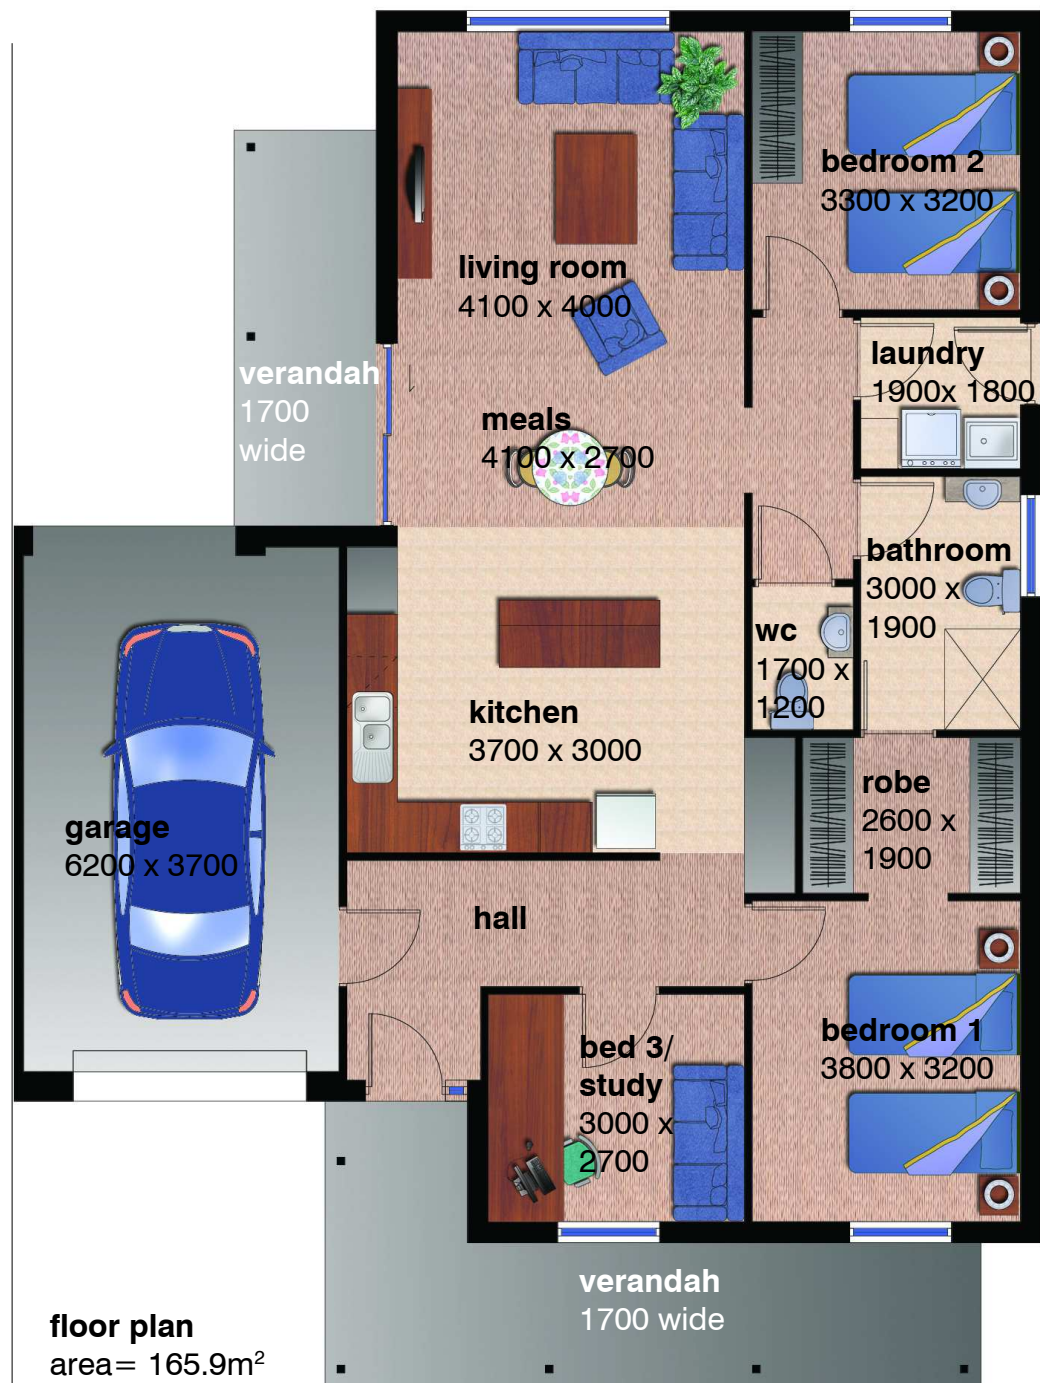 bedroom 2
3300 x 3200
living room
4100 x 4000
laundry
1900x 1800
verandah
1700
wide
meals
4100 x 2700
bathroom
3000 x
1900
wc
1700 x
1200
kitchen
3700 x 3000
robe
2600 x
1900
garage
6200 x 3700
hall
bed 3/
study
3000 x
2700
bedroom 1
3800 x 3200
verandah
1700 wide
floor plan
area= 165.9m²